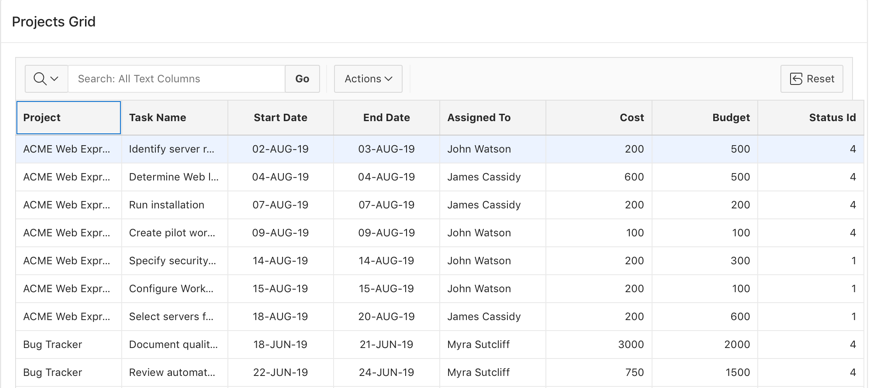 Projects Grid
Search: All Text Columns Go Actions Reset
Project Task Name Start Date End Date Assigned To Cost Budget Status Id
ACME Web Expr... Identify server r... 02-AUG-19 03-AUG-19 John Watson 200 500 4
ACME Web Expr... Determine Web l... 04-AUG-19 04-AUG-19 James Cassidy 600 500 4
ACME Web Expr... Run installation 07-AUG-19 07-AUG-19 James Cassidy 200 200 4
ACME Web Expr... Create pilot wor... 09-AUG-19 09-AUG-19 John Watson 100 100 4
ACME Web Expr... Specify security... 14-AUG-19 14-AUG-19 John Watson 200 300 1
ACME Web Expr... Configure Work... 15-AUG-19 15-AUG-19 John Watson 200 100 1
ACME Web Expr... Select servers f... 18-AUG-19 20-AUG-19 James Cassidy 200 600 1
Bug Tracker Document qualit... 18-JUN-19 21-JUN-19 Myra Sutcliff 3000 2000 4
Bug Tracker Review automat... 22-JUN-19 24-JUN-19 Myra Sutcliff 750 1500 4